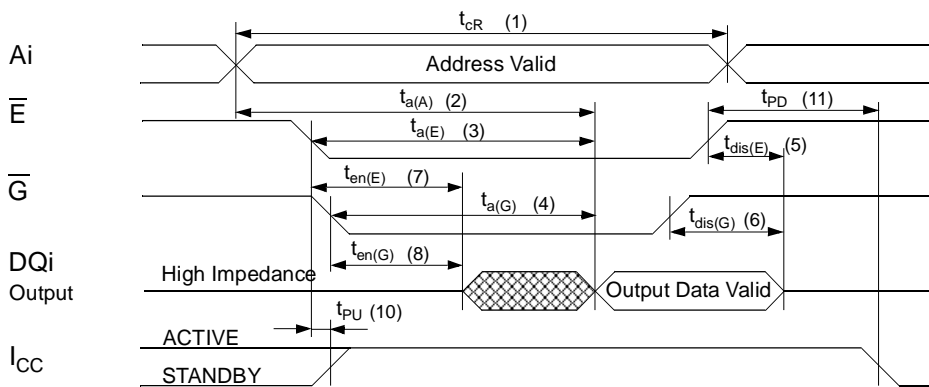 t_cR (1)
Ai
Address Valid
t_a(A) (2)
t_PD (11)
E̅
t_a(E) (3)
t_dis(E) (5)
t_en(E) (7)
G̅
t_a(G) (4)
t_dis(G) (6)
t_en(G) (8)
DQi
Output
High Impedance
Output Data Valid
t_PU (10)
ACTIVE
I_CC
STANDBY